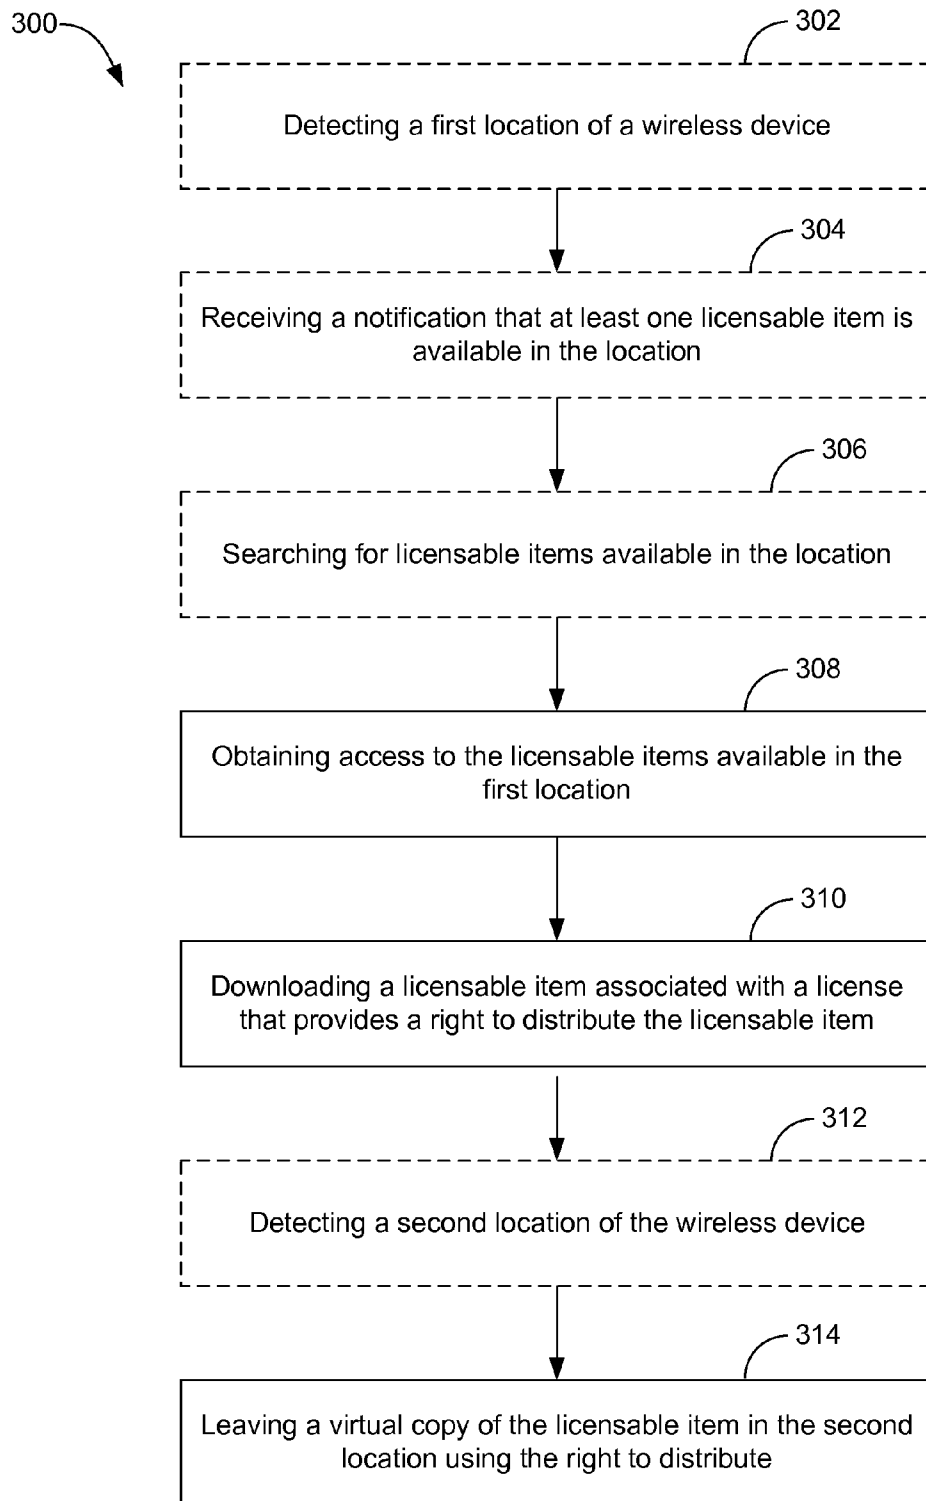 300
302
Detecting a first location of a wireless device
304
Receiving a notification that at least one licensable item is
available in the location
306
Searching for licensable items available in the location
308
Obtaining access to the licensable items available in the
first location
310
Downloading a licensable item associated with a license
that provides a right to distribute the licensable item
312
Detecting a second location of the wireless device
314
Leaving a virtual copy of the licensable item in the second
location using the right to distribute